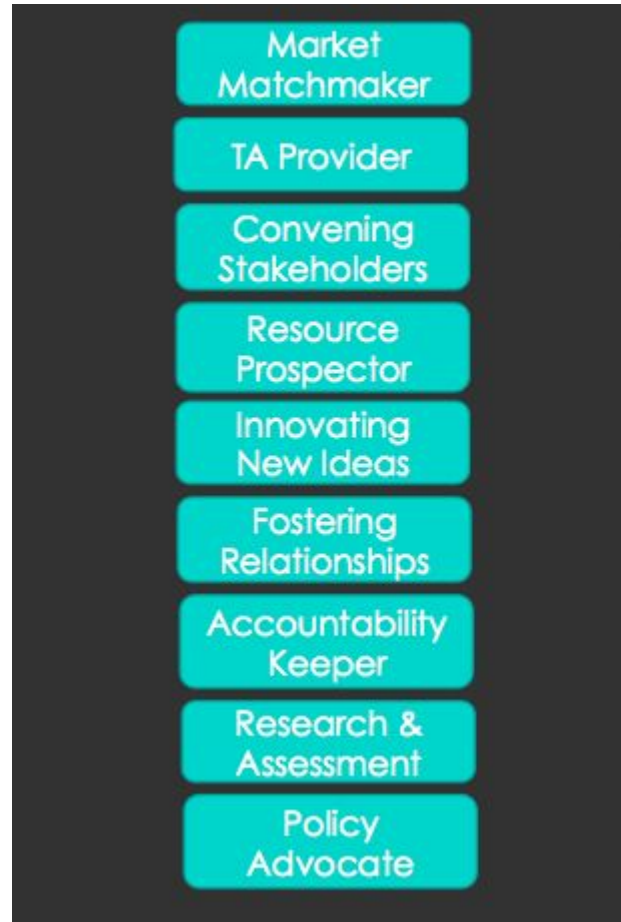 Market
Matchmaker
TA Provider
Convening
Stakeholders
Resource
Prospector
Innovating
New Ideas
Fostering
Relationships
Accountability
Keeper
Research &
Assessment
Policy
Advocate